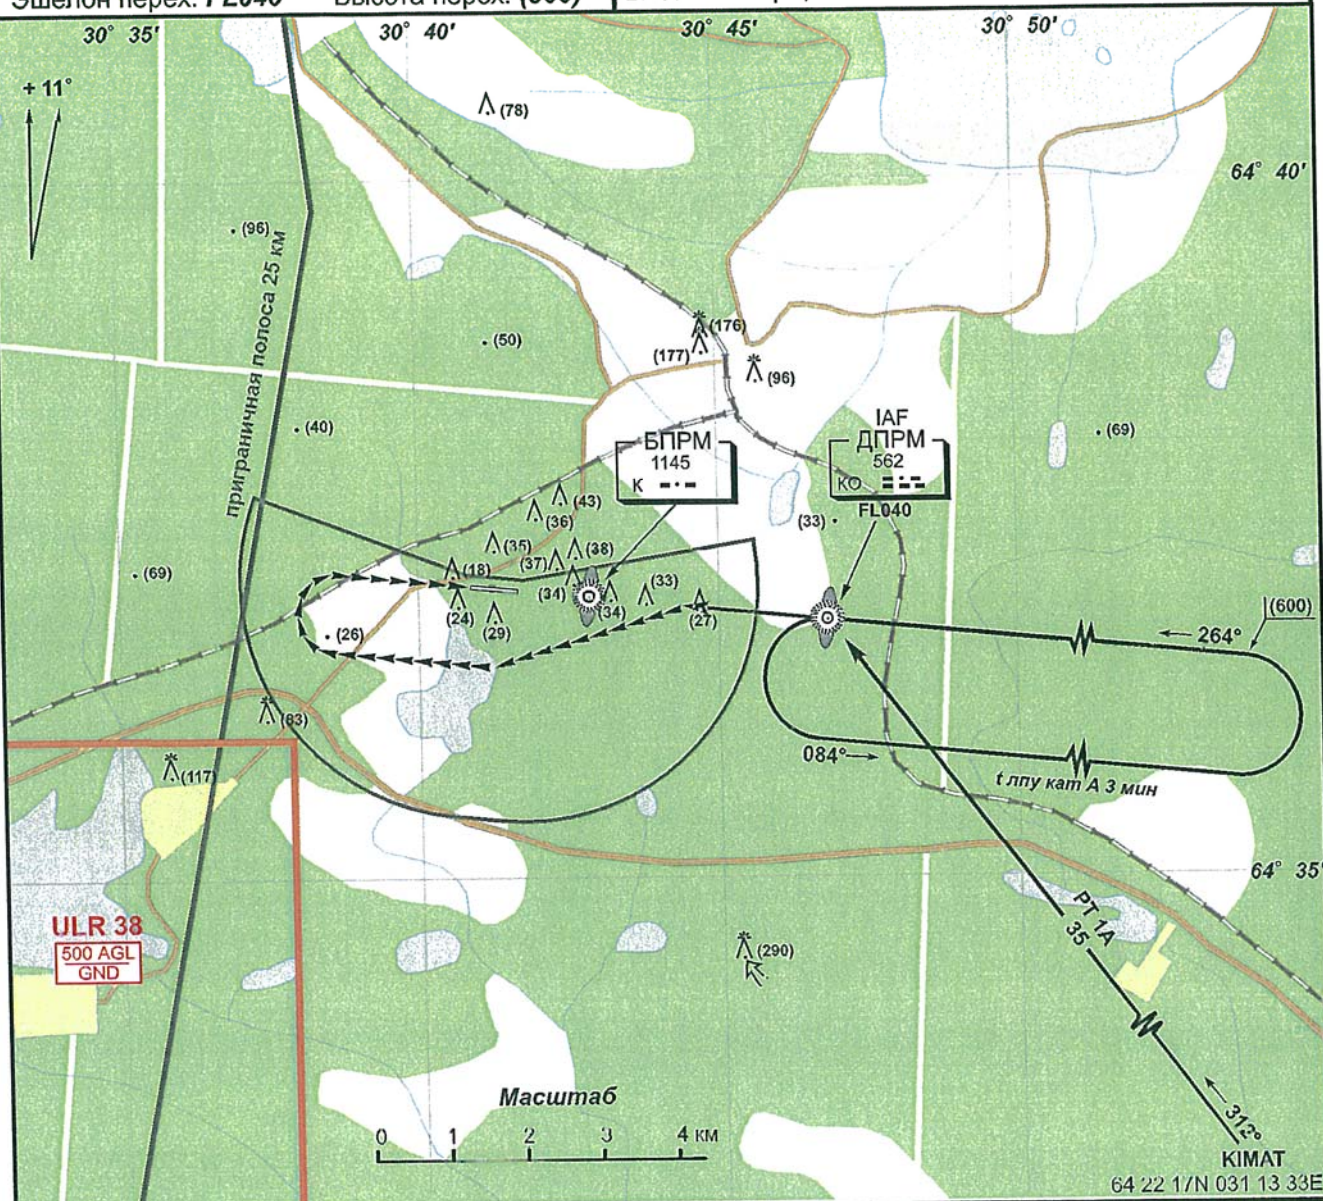 Эшелон перех. FL040 Высота перех. (600)
30° 35' 30° 40' 30° 45' 30° 50'
+ 11°
(78)
64° 40'
(96)
приграничная полоса 25 км
(176)
(50)
(177)
(96)
IAF
ДПРМ
562
КО
FL040
БПРМ
1145
К
(40)
(69)
(43)
(36)
(33)
(35)
(38)
(37)
(69)
(18)
(34)
(34)
(33)
(24)
(29)
(27)
(600)
264°
(26)
(83)
084°
(117)
t лпу кат А 3 мин
64° 35'
ULR 38
500 AGL
GND
PT 1A
35
(290)
Масштаб
0 1 2 3 4 км
312°
KIMAT
64 22 17N 031 13 33E